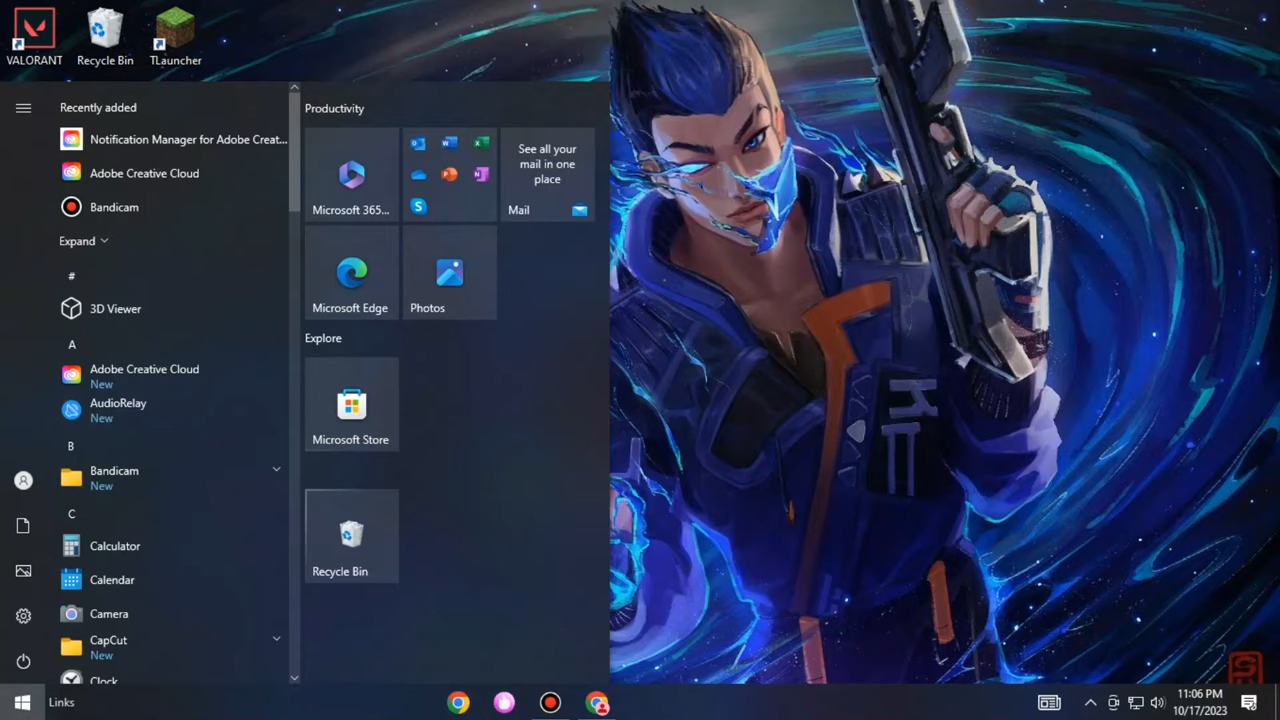 VALORANT
Recycle Bin
TLauncher
Recently added
Notification Manager for Adobe Creat...
Adobe Creative Cloud
Bandicam
Expand
#
3D Viewer
A
Adobe Creative Cloud
New
AudioRelay
New
B
Bandicam
New
C
Calculator
Calendar
Camera
CapCut
New
Clock
Productivity
Microsoft 365...
See all your
mail in one
place
Mail
Microsoft Edge
Photos
Explore
Microsoft Store
Recycle Bin
Links
11:06 PM
10/17/2023